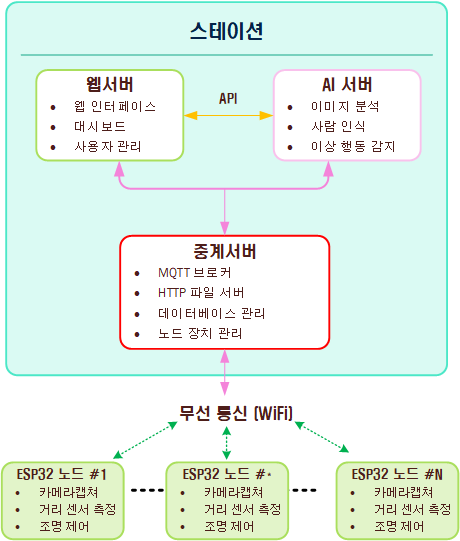 스테이션
웹서버
• 웹 인터페이스
• 대시보드
• 사용자 관리
API
AI 서버
• 이미지 분석
• 사람 인식
• 이상 행동 감지
중계서버
• MQTT 브로커
• HTTP 파일 서버
• 데이터베이스 관리
• 노드 장치 관리
무선 통신 (WiFi)
ESP32 노드 #1
• 카메라캡쳐
• 거리 센서 측정
• 조명 제어
ESP32 노드 #*
• 카메라캡쳐
• 거리 센서 측정
• 조명 제어
ESP32 노드 #N
• 카메라캡쳐
• 거리 센서 측정
• 조명 제어